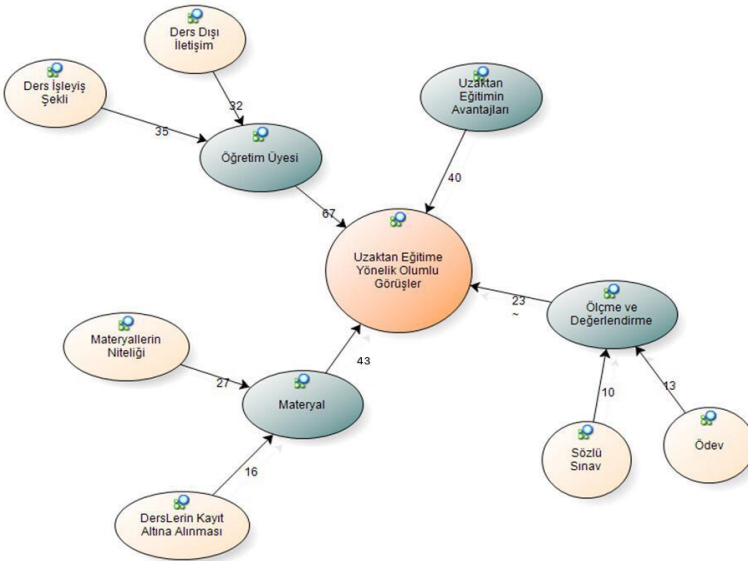 Ders Dışı
İletişim
Ders İşleyiş
Şekli
32
35
Öğretim Üyesi
67
Uzaktan
Eğitimin
Avantajları
40
Uzaktan Eğitime
Yönelik Olumlu
Görüşler
23
~
Ölçme ve
Değerlendirme
10
13
Sözlü
Sınav
Ödev
Materyallerin
Niteliği
27
43
Materyal
16
DersLerin Kayıt
Altına Alınması